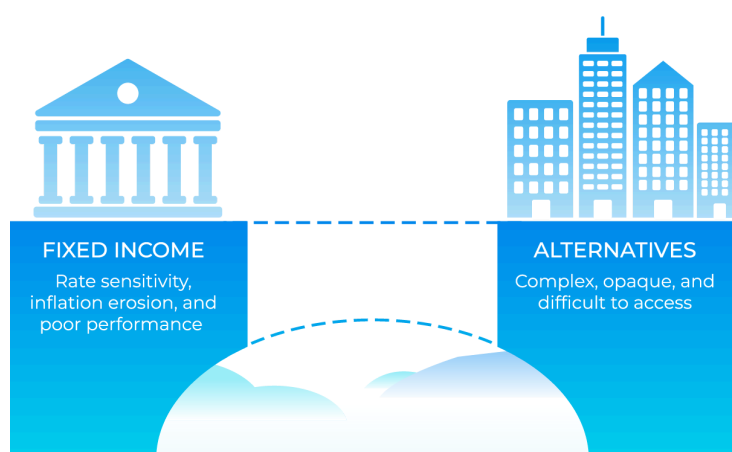 FIXED INCOME
Rate sensitivity,
inflation erosion, and
poor performance
ALTERNATIVES
Complex, opaque, and
difficult to access